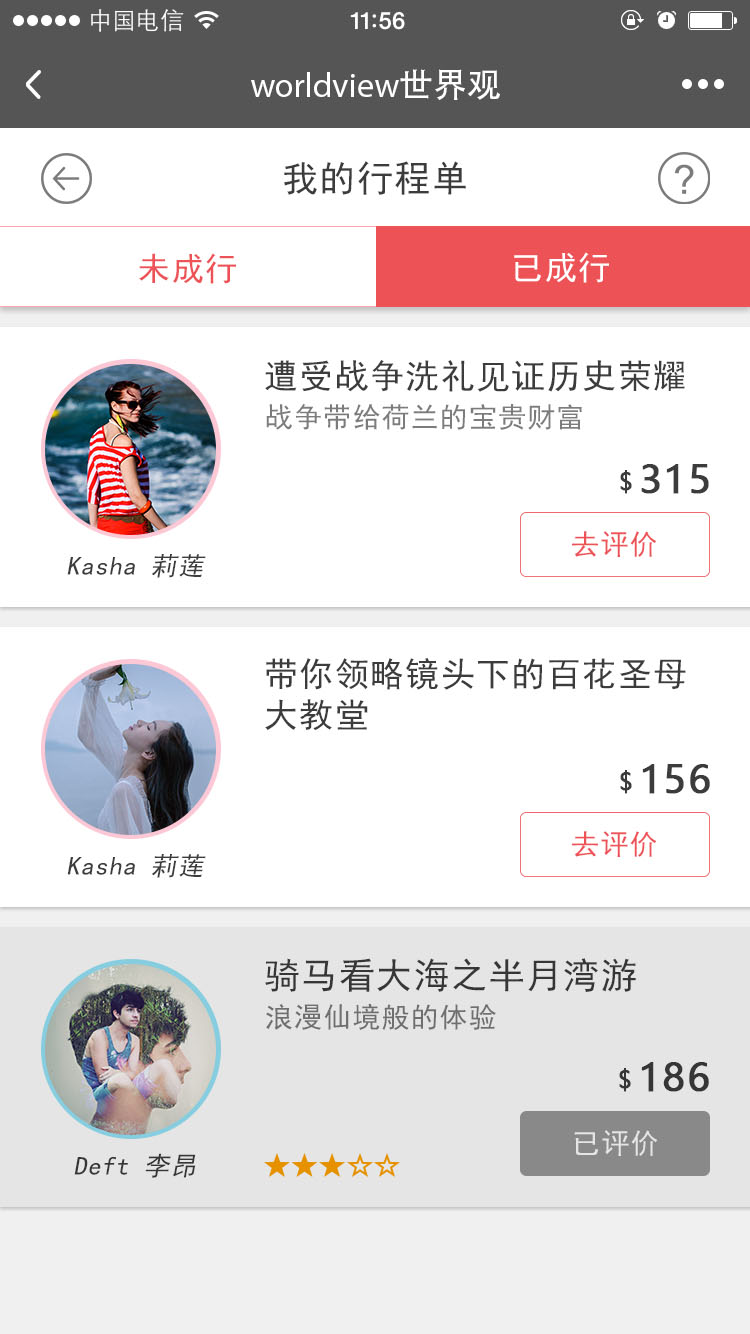 中国电信 11:56
worldview世界观
我的行程单
?
未成行 已成行
遭受战争洗礼见证历史荣耀
战争带给荷兰的宝贵财富
$315
去评价
Kasha 莉莲
带你领略镜头下的百花圣母
大教堂
$156
去评价
Kasha 莉莲
骑马看大海之半月湾游
浪漫仙境般的体验
$186
已评价
Deft 李昂